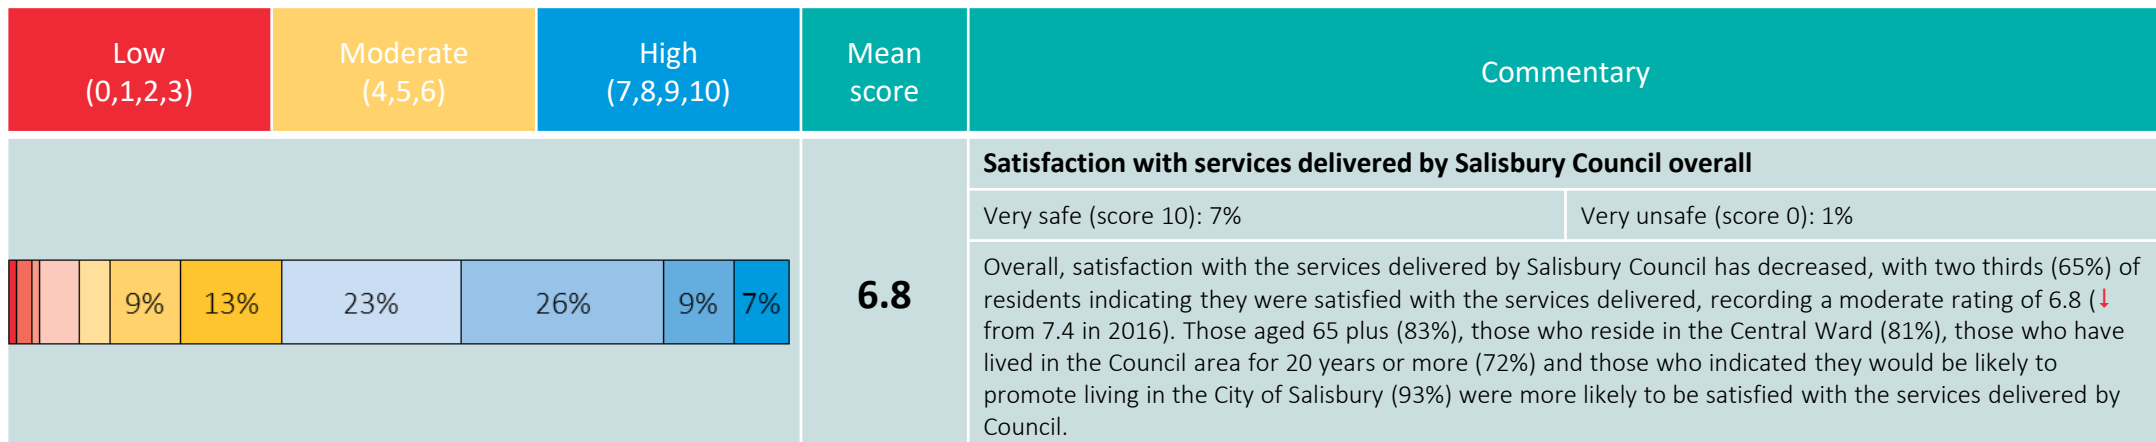 Low
(0,1,2,3)
Moderate
(4,5,6)
High
(7,8,9,10)
Mean
score
Commentary
9%
13%
23%
26%
9%
7%
6.8
Satisfaction with services delivered by Salisbury Council overall
Very safe (score 10): 7%
Very unsafe (score 0): 1%
Overall, satisfaction with the services delivered by Salisbury Council has decreased, with two thirds (65%) of
residents indicating they were satisfied with the services delivered, recording a moderate rating of 6.8 (↓
from 7.4 in 2016). Those aged 65 plus (83%), those who reside in the Central Ward (81%), those who have
lived in the Council area for 20 years or more (72%) and those who indicated they would be likely to
promote living in the City of Salisbury (93%) were more likely to be satisfied with the services delivered by
Council.